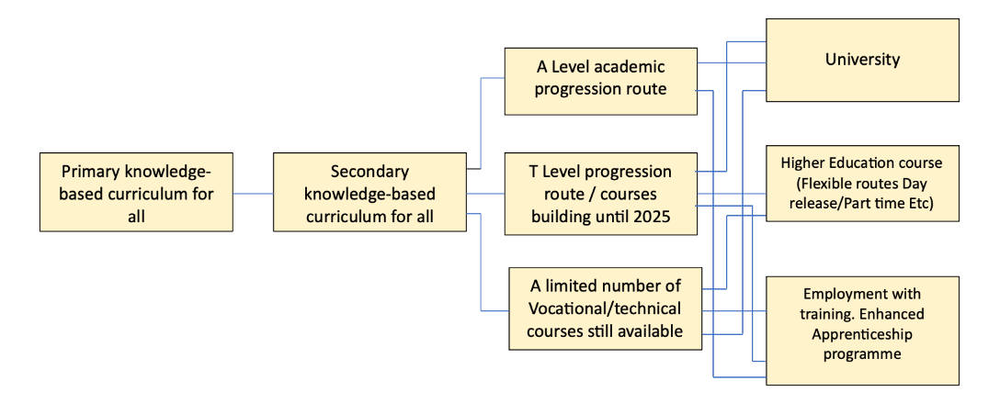 Primary knowledge-
based curriculum for
all
Secondary
knowledge-based
curriculum for all
A Level academic
progression route
T Level progression
route / courses
building until 2025
A limited number of
Vocational/technical
courses still available
University
Higher Education course
(Flexible routes Day
release/Part time Etc)
Employment with
training. Enhanced
Apprenticeship
programme